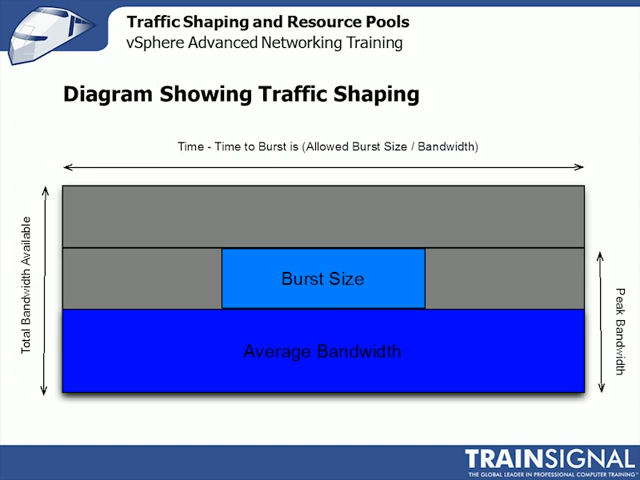 Traffic Shaping and Resource Pools
vSphere Advanced Networking Training
Diagram Showing Traffic Shaping
Time - Time to Burst is (Allowed Burst Size / Bandwidth)
Total Bandwidth Available
Burst Size
Peak Bandwidth
Average Bandwidth
TRAINSIGNAL
THE GLOBAL LEADER IN PROFESSIONAL COMPUTER TRAINING